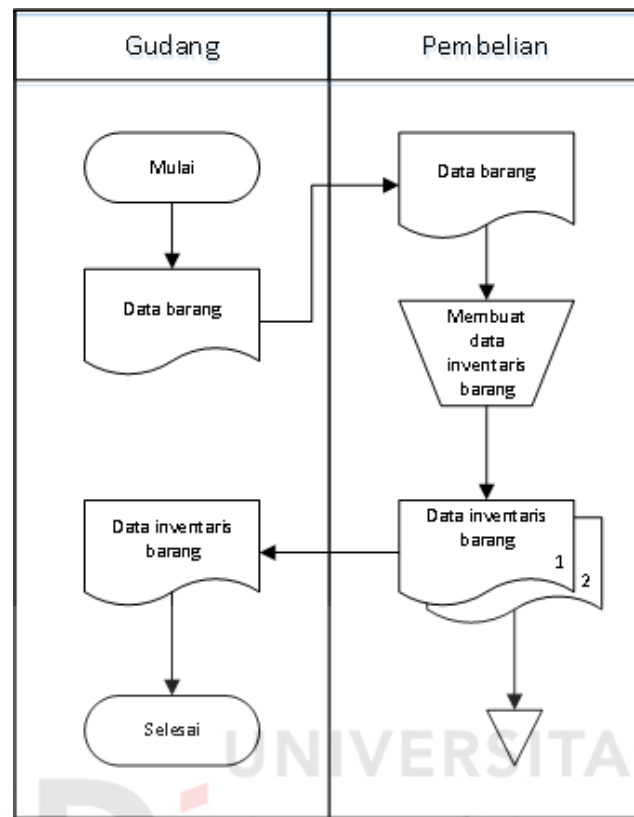 Gudang
Pembelian
Mulai
Data barang
Data barang
Membuat
data
inventaris
barang
Data inventaris
barang
1
2
Data inventaris
barang
Selesai
UNIVERSITA